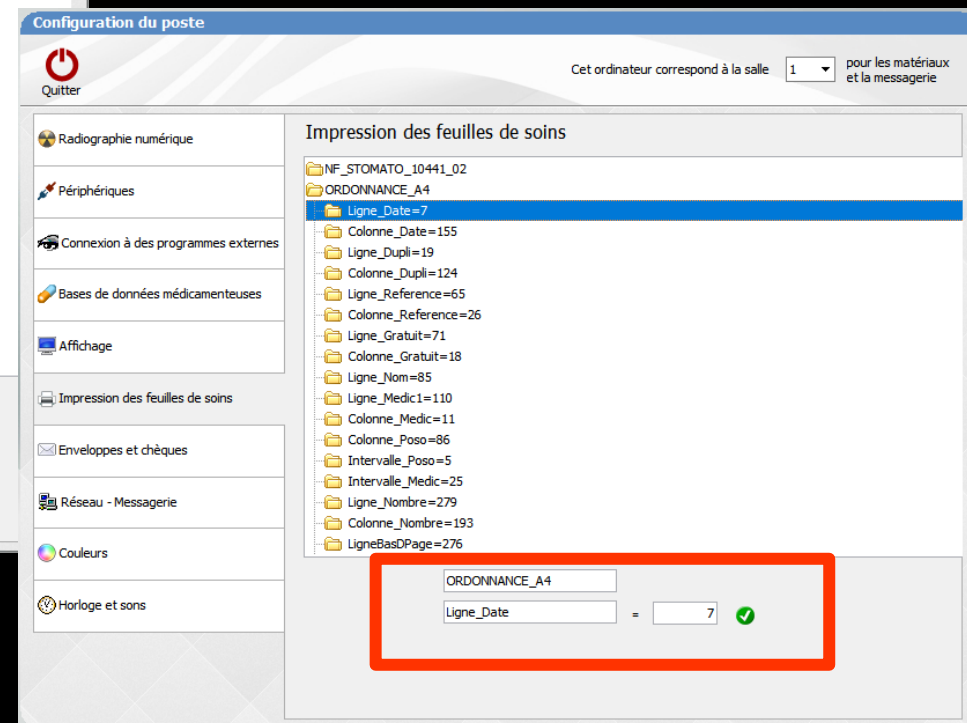 Configuration du poste
Quitter
Cet ordinateur correspond à la salle 1 pour les matériaux
et la messagerie
Radiographie numérique
Périphériques
Connexion à des programmes externes
Bases de données médicamenteuses
Affichage
Impression des feuilles de soins
Enveloppes et chèques
Réseau - Messagerie
Couleurs
Horloge et sons
Impression des feuilles de soins
NF_STOMATO_10441_02
ORDONNANCE_A4
Ligne_Date=7
Colonne_Date=155
Ligne_Dupli=19
Colonne_Dupli=124
Ligne_Reference=65
Colonne_Reference=26
Ligne_Gratuit=71
Colonne_Gratuit=18
Ligne_Nom=85
Ligne_Medic1=110
Colonne_Medic=11
Colonne_Poso=86
Intervalle_Poso=5
Intervalle_Medic=25
Ligne_Nombre=279
Colonne_Nombre=193
LigneBasDPage=276
ORDONNANCE_A4
Ligne_Date = 7